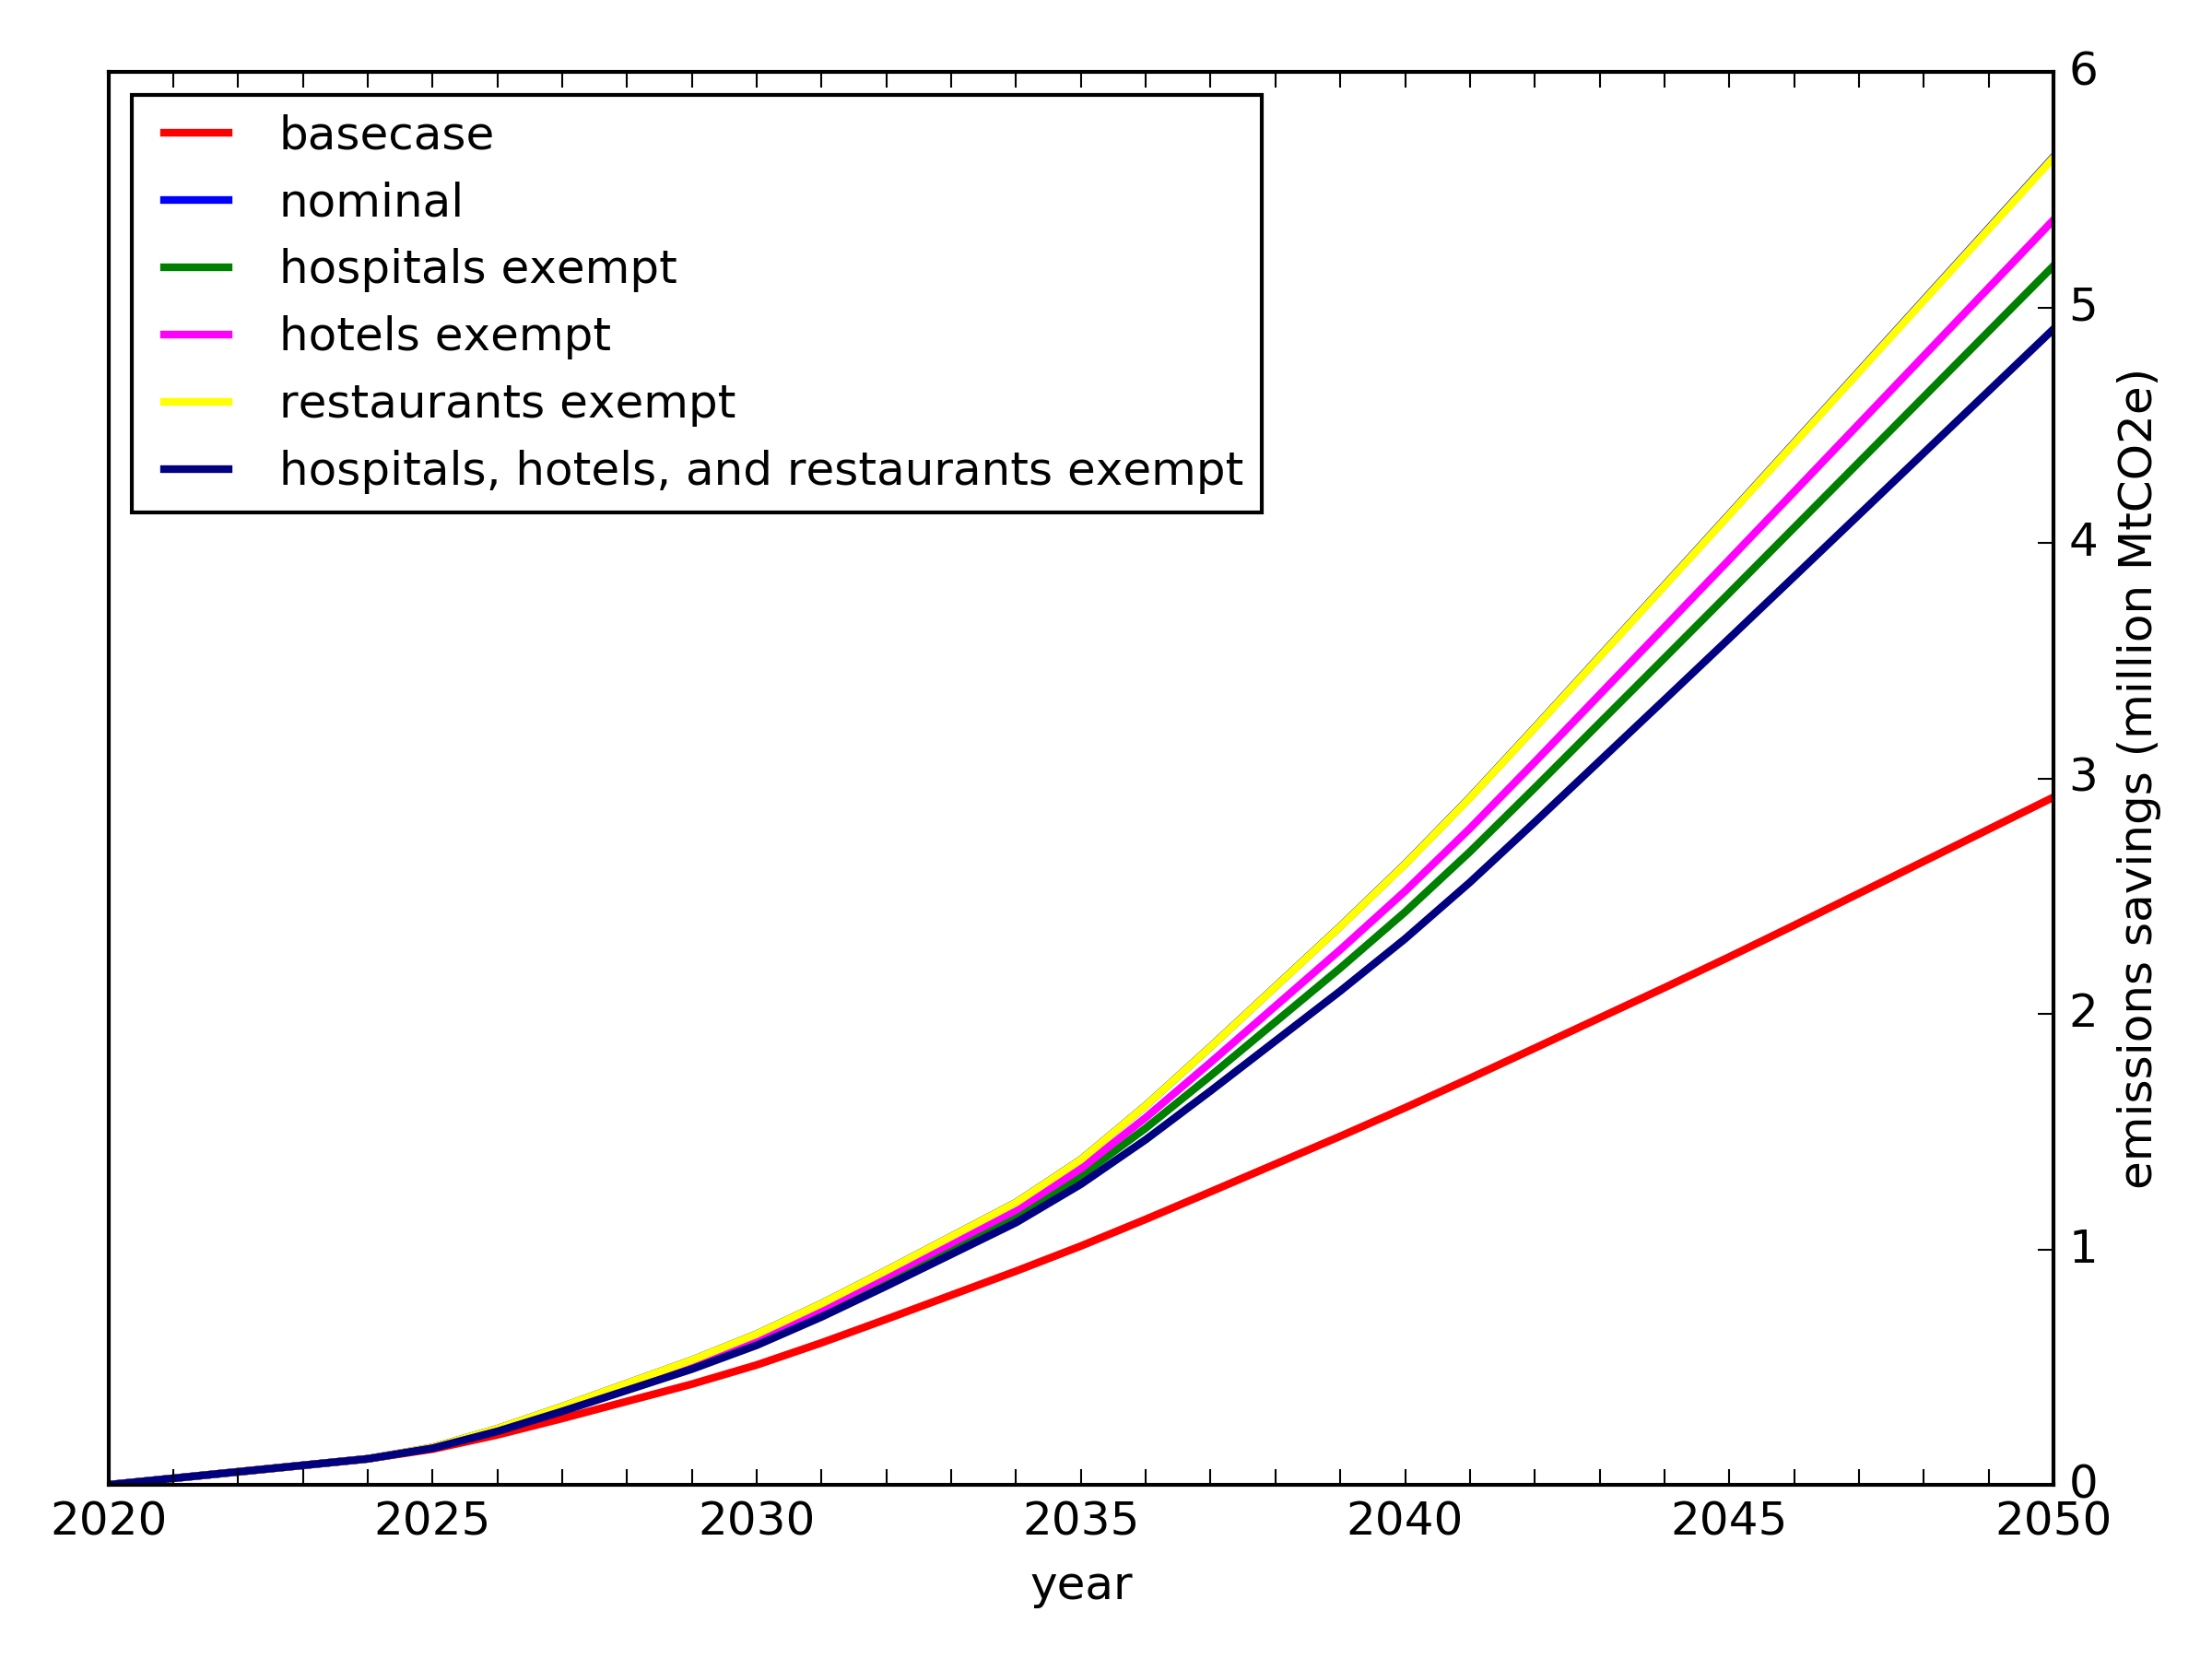 basecase
nominal
hospitals exempt
hotels exempt
restaurants exempt
hospitals, hotels, and restaurants exempt
6
5
4
3
2
1
0
emissions savings (million MtCO2e)
2020 2025 2030 2035 2040 2045 2050
year